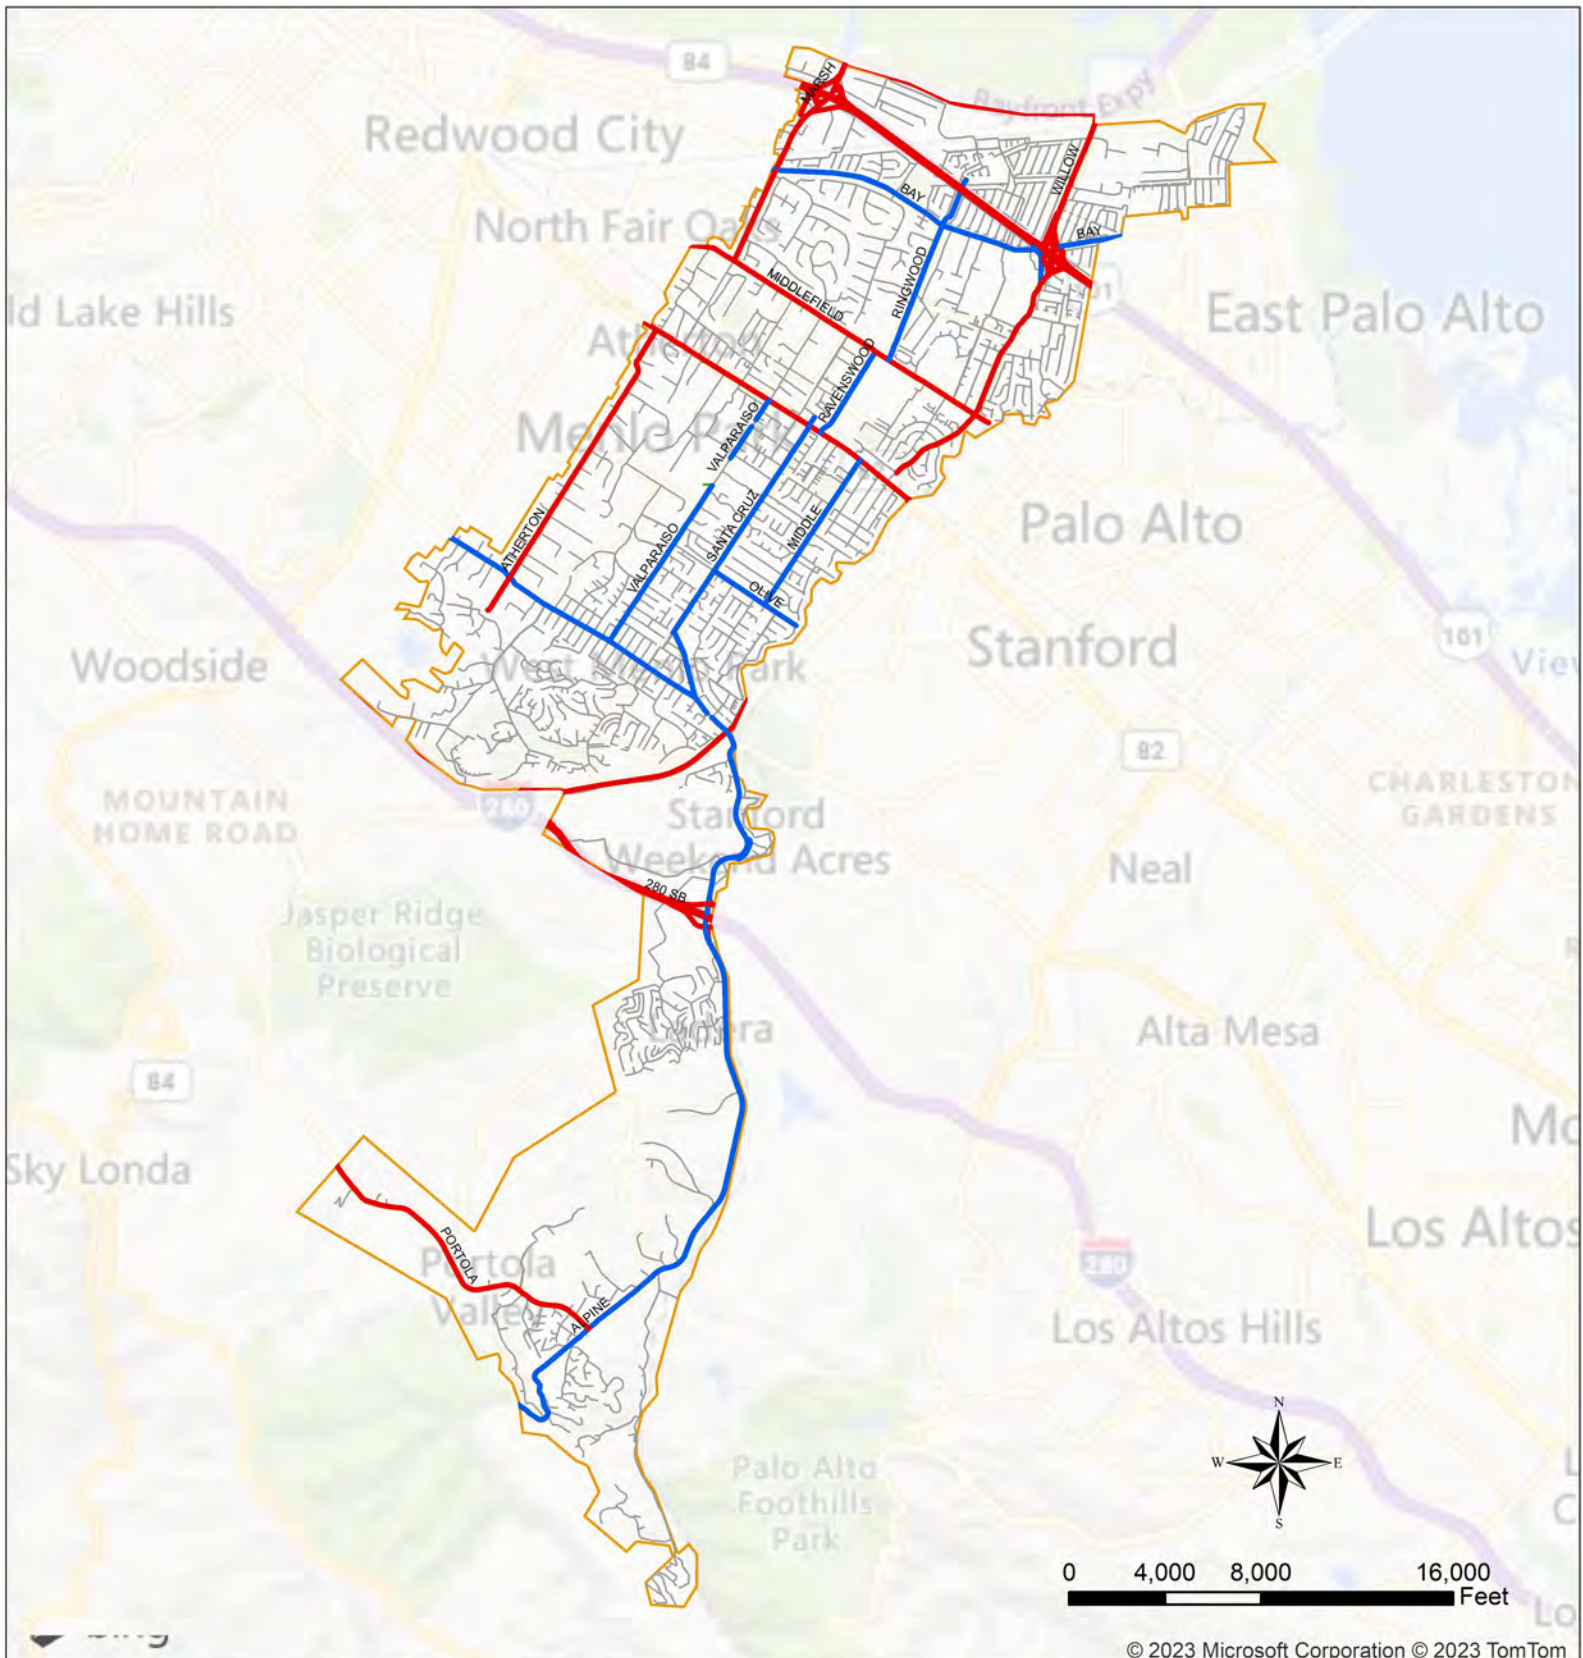 84
MARSH
Bayfront Expy
Redwood City
WILLOW
BAY
North Fair Oaks
BAY
RINGWOOD
MIDDLEFIELD
101
ld Lake Hills
East Palo Alto
Atherton
RAVENSWOOD
VALPARAISO
Menlo Park
SANTA CRUZ
MIDDLE
Palo Alto
ATHERTON
VALPARAISO
OLIVE
101
Stanford
Woodside
West Menlo Park
View
82
MOUNTAIN
HOME ROAD
280
CHARLESTON
GARDENS
Stanford
Weekend Acres
Neal
280 SB
Jasper Ridge
Biological
Preserve
R
Ladera
Alta Mesa
84
Mo
Sky Londa
Los Altos
PORTOLA
Portola
Valley
280
ALPINE
Los Altos Hills
N
W
E
S
Palo Alto
Foothills
Park
L
C
0 4,000 8,000 16,000
Feet
Lo
© 2023 Microsoft Corporation © 2023 TomTom